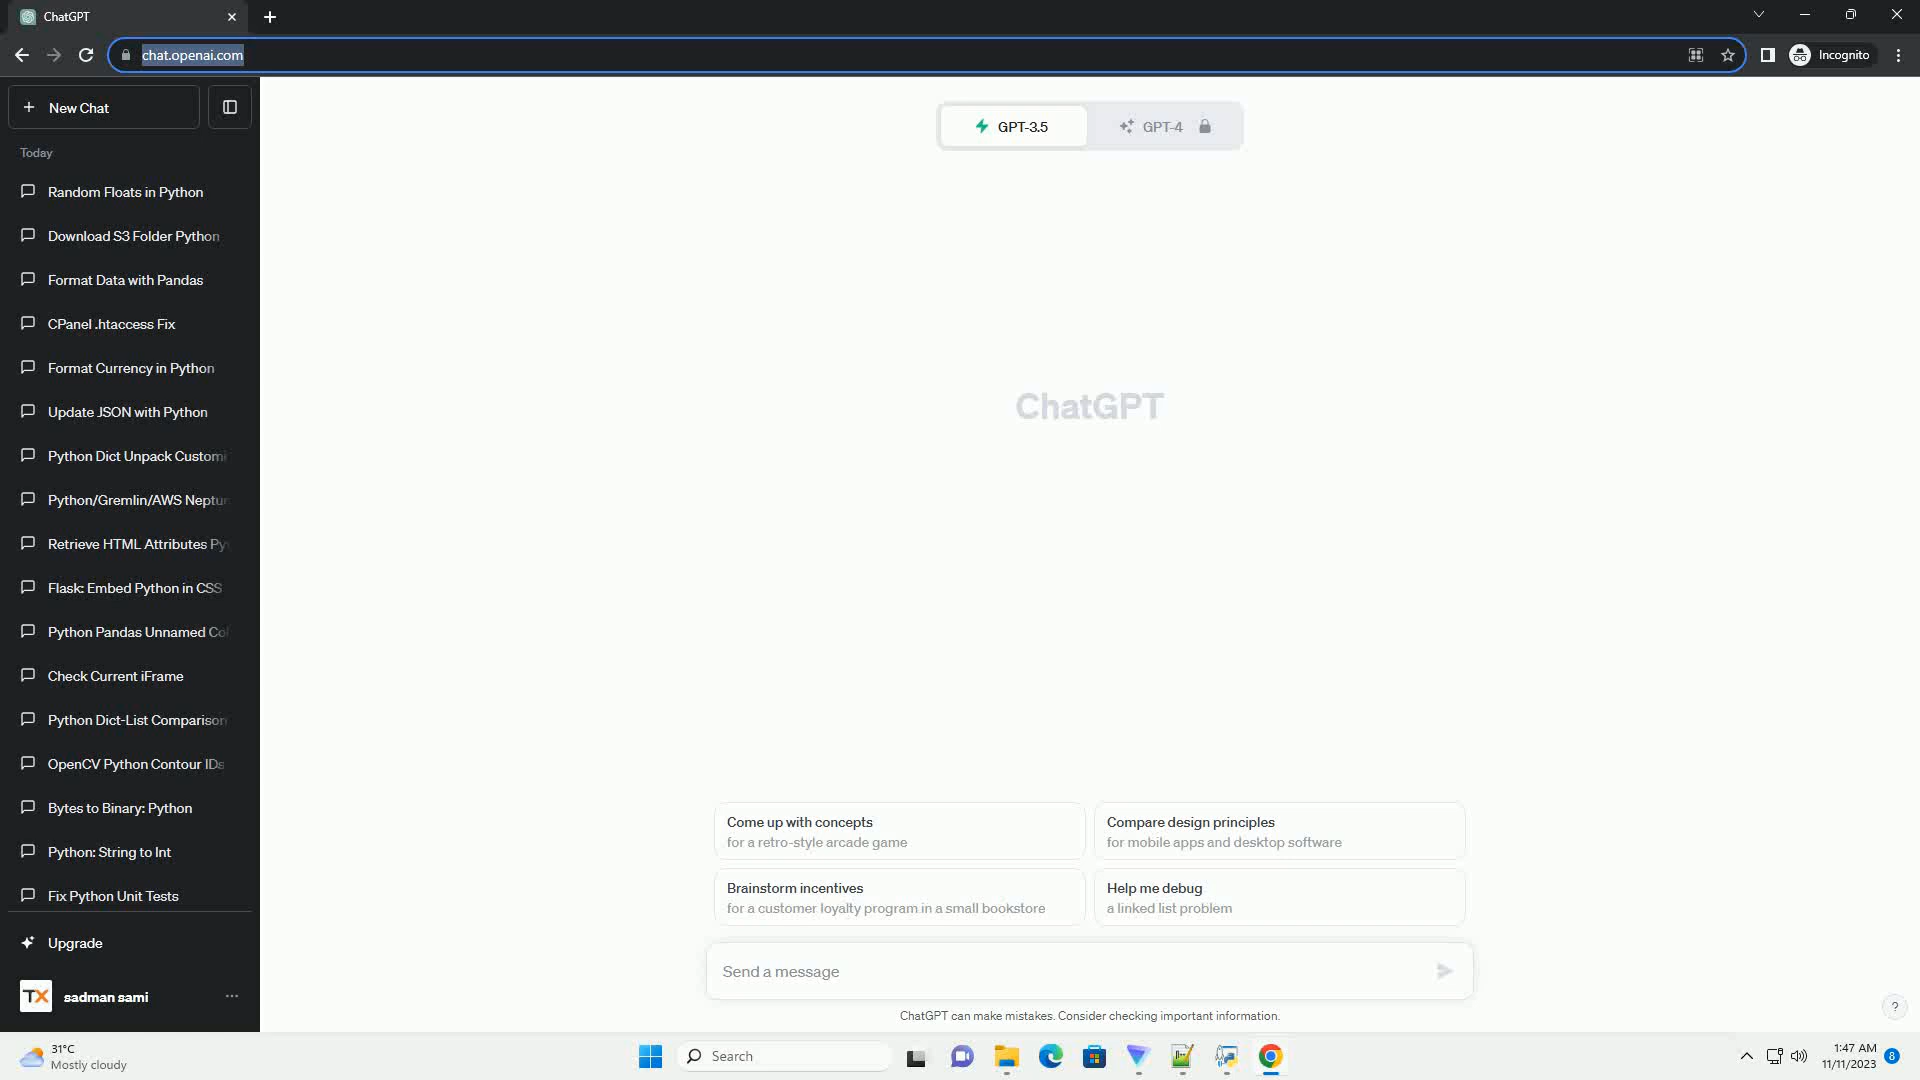 ChatGPT
chat.openai.com
Incognito
New Chat
Today
Random Floats in Python
Download S3 Folder Python
Format Data with Pandas
CPanel .htaccess Fix
Format Currency in Python
Update JSON with Python
Python Dict Unpack Customi
Python/Gremlin/AWS Neptun
Retrieve HTML Attributes Py
Flask: Embed Python in CSS
Python Pandas Unnamed Co
Check Current iFrame
Python Dict-List Comparison
OpenCV Python Contour IDs
Bytes to Binary: Python
Python: String to Int
Fix Python Unit Tests
Upgrade
TX
sadman sami
GPT-3.5
GPT-4
ChatGPT
Come up with concepts
for a retro-style arcade game
Compare design principles
for mobile apps and desktop software
Brainstorm incentives
for a customer loyalty program in a small bookstore
Help me debug
a linked list problem
Send a message
ChatGPT can make mistakes. Consider checking important information.
?
31°C
Mostly cloudy
Search
1:47 AM
11/11/2023
8